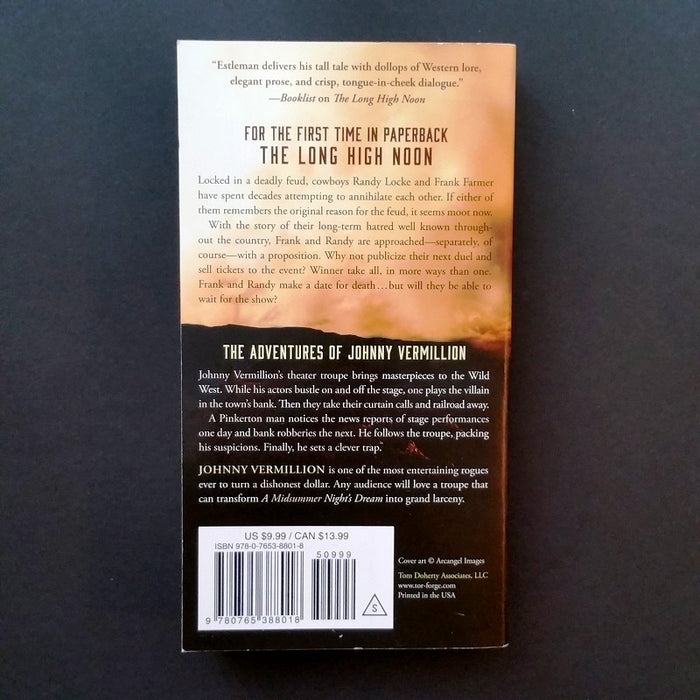 “Estleman delivers his tall tale with dollops of Western lore,
elegant prose, and crisp, tongue-in-cheek dialogue.”
—Booklist on The Long High Noon
FOR THE FIRST TIME IN PAPERBACK
THE LONG HIGH NOON
Locked in a deadly feud, cowboys Randy Locke and Frank Farmer
have spent decades attempting to annihilate each other. If either of
them remembers the original reason for the feud, it seems moot now.
With the story of their long-term hatred well known through-
out the country, Frank and Randy are approached—separately, of
course—with a proposition. Why not publicize their next duel and
sell tickets to the event? Winner take all, in more ways than one.
Frank and Randy make a date for death…but will they be able to
wait for the show?
THE ADVENTURES OF JOHNNY VERMILLION
Johnny Vermillion’s theater troupe brings masterpieces to the Wild
West. While his actors bustle on and off the stage, one plays the villain
in the town’s bank. Then they take their curtain calls and railroad away.
A Pinkerton man notices the news reports of stage performances
one day and bank robberies the next. He follows the troupe, packing
his suspicions. Finally, he sets a clever trap.
JOHNNY VERMILLION is one of the most entertaining rogues
ever to turn a dishonest dollar. Any audience will love a troupe that
can transform A Midsummer Night’s Dream into grand larceny.
US $9.99 / CAN $13.99
ISBN 978-0-7653-8801-8
50999
9780765388018
S
Cover art © Arcangel Images
Tom Doherty Associates, LLC
www.tor-forge.com
Printed in the USA